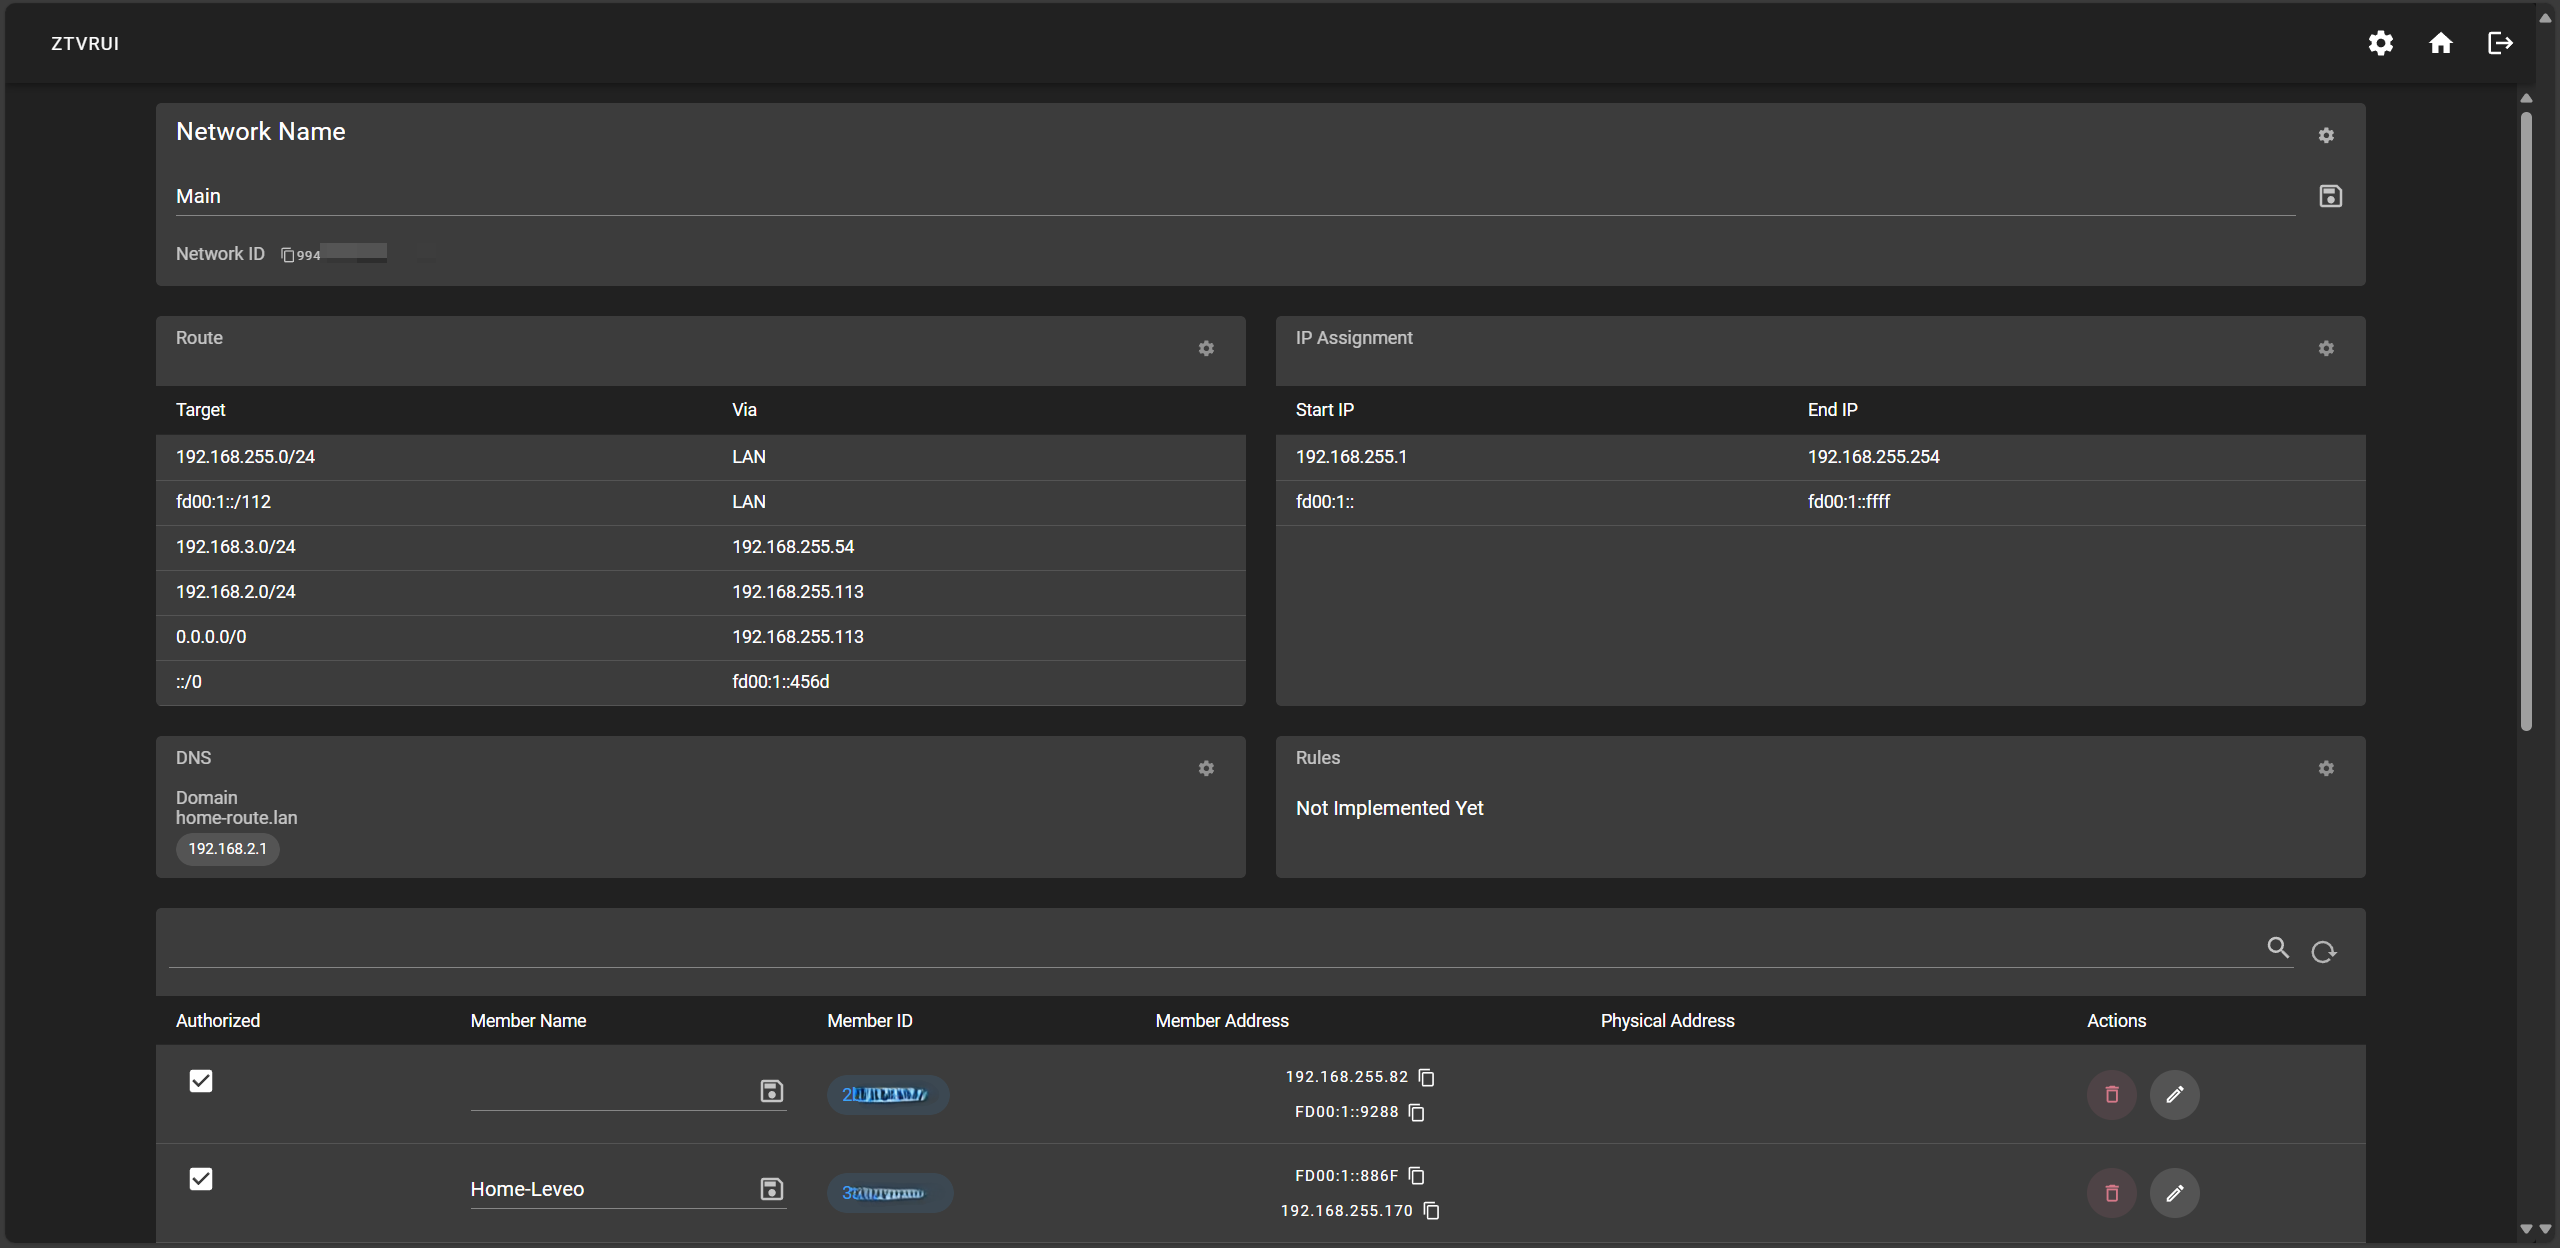 ZTVRUI
Network Name
Main
Network ID 994
Route
Target Via
192.168.255.0/24 LAN
fd00:1::/112 LAN
192.168.3.0/24 192.168.255.54
192.168.2.0/24 192.168.255.113
0.0.0.0/0 192.168.255.113
::/0 fd00:1::456d
IP Assignment
Start IP End IP
192.168.255.1 192.168.255.254
fd00:1:: fd00:1::ffff
DNS
Domain
home-route.lan
192.168.2.1
Rules
Not Implemented Yet
Authorized Member Name Member ID Member Address Physical Address Actions
192.168.255.82
FD00:1::9288
Home-Leveo
FD00:1::886F
192.168.255.170